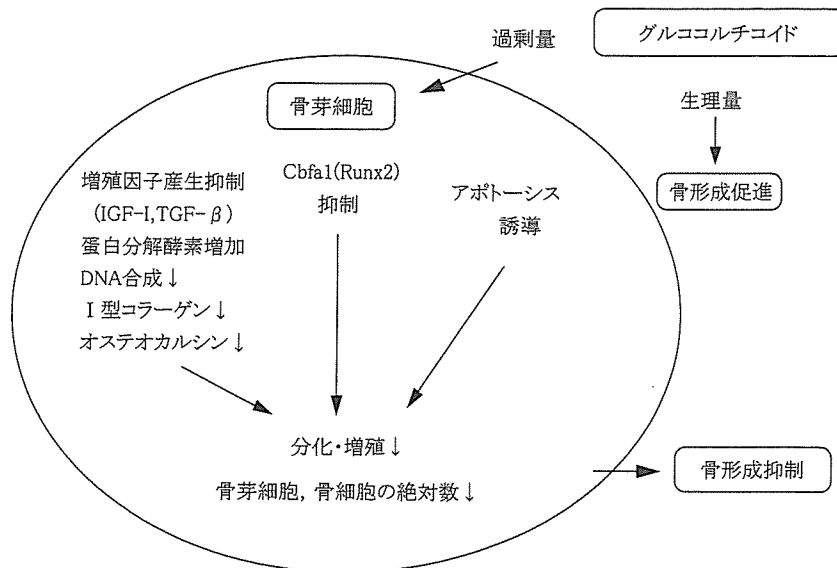 過剰量
グルココルチコイド
骨芽細胞
生理量
骨形成促進
増殖因子産生抑制
(IGF-I,TGF-β)
蛋白分解酵素増加
DNA合成↓
Ⅰ型コラーゲン↓
オステオカルシン↓
Cbfa1(Runx2)
抑制
アポトーシス
誘導
分化・増殖↓
骨芽細胞, 骨細胞の絶対数↓
骨形成抑制